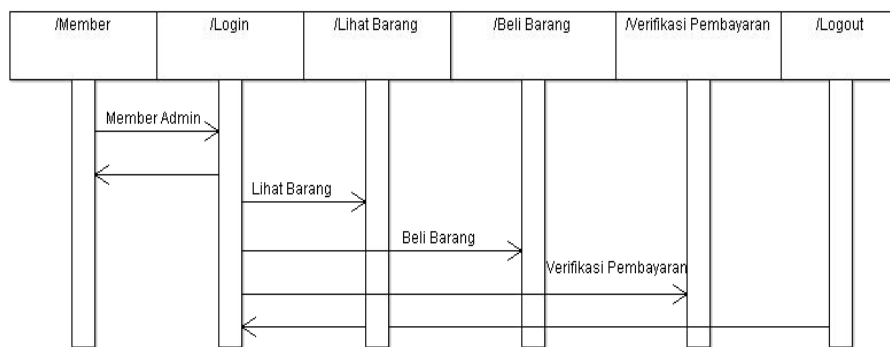 /Member
/Login
/Lihat Barang
/Beli Barang
/Verifikasi Pembayaran
/Logout
Member Admin
Lihat Barang
Beli Barang
Verifikasi Pembayaran